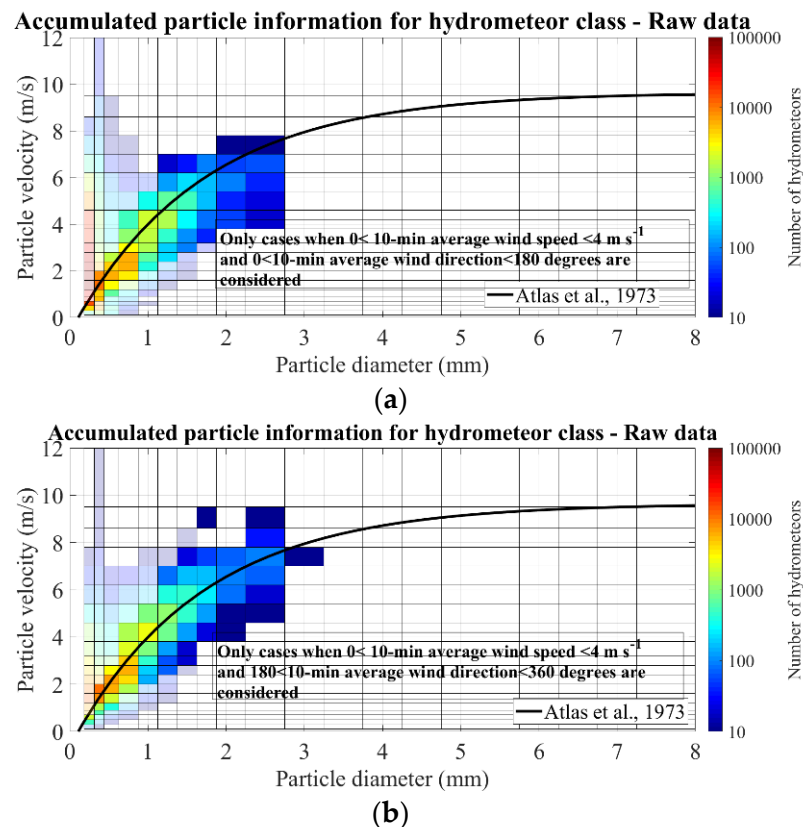 Accumulated particle information for hydrometeor class - Raw data
12
10
8
6
4
2
0
Particle velocity (m/s)
0 1 2 3 4 5 6 7 8
Particle diameter (mm)
Only cases when 0< 10-min average wind speed <4 m s-1
and 0<10-min average wind direction<180 degrees are
considered
Atlas et al., 1973
100000
10000
1000
100
10
Number of hydrometeors
(a)
Accumulated particle information for hydrometeor class - Raw data
12
10
8
6
4
2
0
Particle velocity (m/s)
0 1 2 3 4 5 6 7 8
Particle diameter (mm)
Only cases when 0< 10-min average wind speed <4 m s-1
and 180<10-min average wind direction<360 degrees are
considered
Atlas et al., 1973
100000
10000
1000
100
10
Number of hydrometeors
(b)